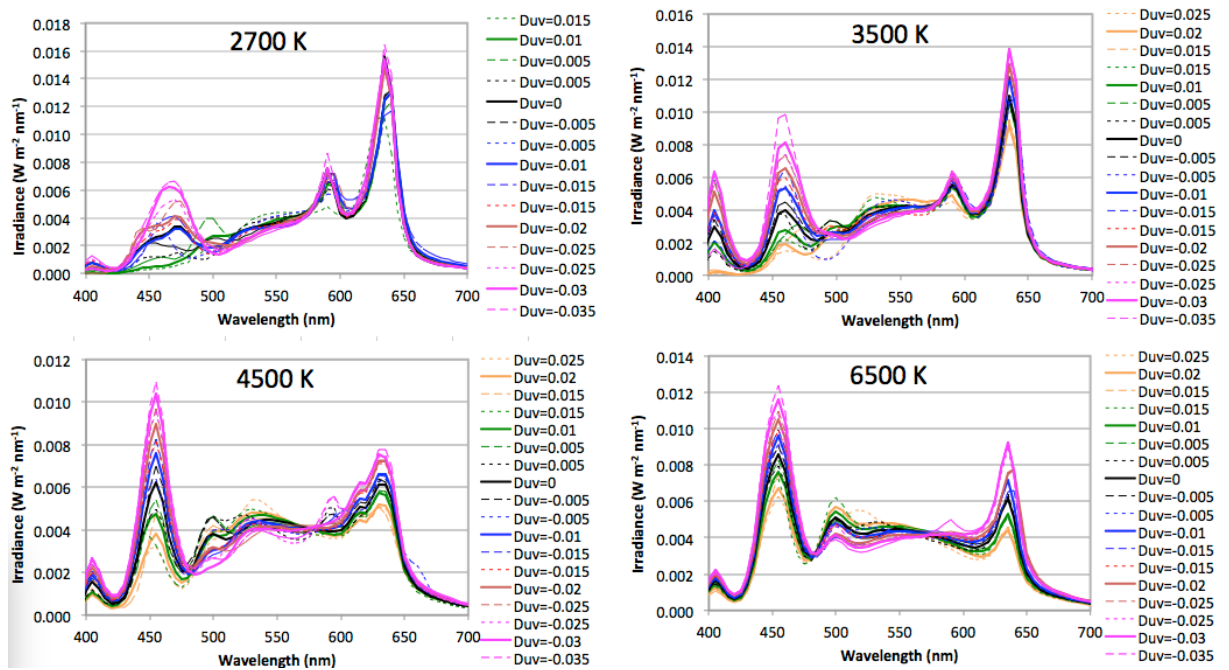 2700 K
Irradiance (W m⁻² nm⁻¹)
0.018
0.016
0.014
0.012
0.010
0.008
0.006
0.004
0.002
0.000
400 450 500 550 600 650 700
Wavelength (nm)
Duv=0.015
Duv=0.01
Duv=0.005
Duv=0.005
Duv=0
Duv=-0.005
Duv=-0.005
Duv=-0.01
Duv=-0.015
Duv=-0.015
Duv=-0.02
Duv=-0.02
Duv=-0.025
Duv=-0.03
Duv=-0.035
3500 K
Irradiance (W m⁻² nm⁻¹)
0.016
0.014
0.012
0.010
0.008
0.006
0.004
0.002
0.000
400 450 500 550 600 650 700
Wavelength (nm)
Duv=0.025
Duv=0.02
Duv=0.015
Duv=0.015
Duv=0.01
Duv=0.005
Duv=0.005
Duv=0
Duv=-0.005
Duv=-0.005
Duv=-0.01
Duv=-0.015
Duv=-0.015
Duv=-0.02
Duv=-0.025
Duv=-0.025
Duv=-0.03
Duv=-0.035
4500 K
Irradiance (W m⁻² nm⁻¹)
0.012
0.010
0.008
0.006
0.004
0.002
0.000
400 450 500 550 600 650 700
Wavelength (nm)
Duv=0.025
Duv=0.02
Duv=0.015
Duv=0.015
Duv=0.01
Duv=0.005
Duv=0.005
Duv=0
Duv=-0.005
Duv=-0.005
Duv=-0.01
Duv=-0.015
Duv=-0.015
Duv=-0.02
Duv=-0.025
Duv=-0.025
Duv=-0.03
Duv=-0.035
6500 K
Irradiance (W m⁻² nm⁻¹)
0.014
0.012
0.010
0.008
0.006
0.004
0.002
0.000
400 450 500 550 600 650 700
Wavelength (nm)
Duv=0.025
Duv=0.02
Duv=0.015
Duv=0.015
Duv=0.01
Duv=0.005
Duv=0.005
Duv=0
Duv=-0.005
Duv=-0.005
Duv=-0.01
Duv=-0.015
Duv=-0.015
Duv=-0.02
Duv=-0.025
Duv=-0.025
Duv=-0.03
Duv=-0.035